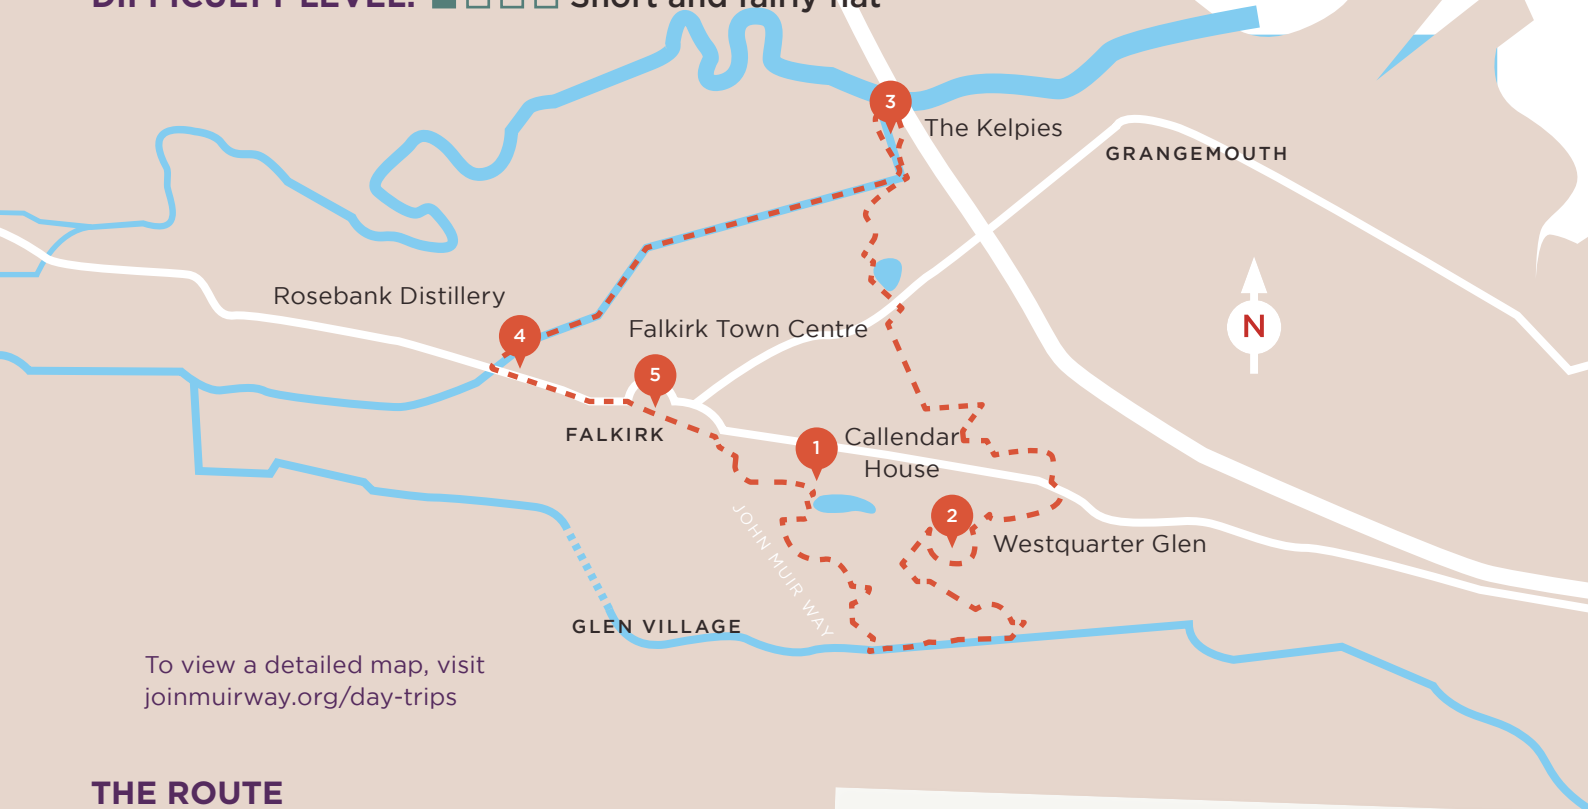 DIFFICULTY LEVEL: Short and fairly flat
3
The Kelpies
GRANGEMOUTH
Rosebank Distillery
4
Falkirk Town Centre
N
5
FALKIRK
1
Callendar
House
2
Westquarter Glen
JOHN MUIR WAY
GLEN VILLAGE
To view a detailed map, visit
joinmuirway.org/day-trips
THE ROUTE